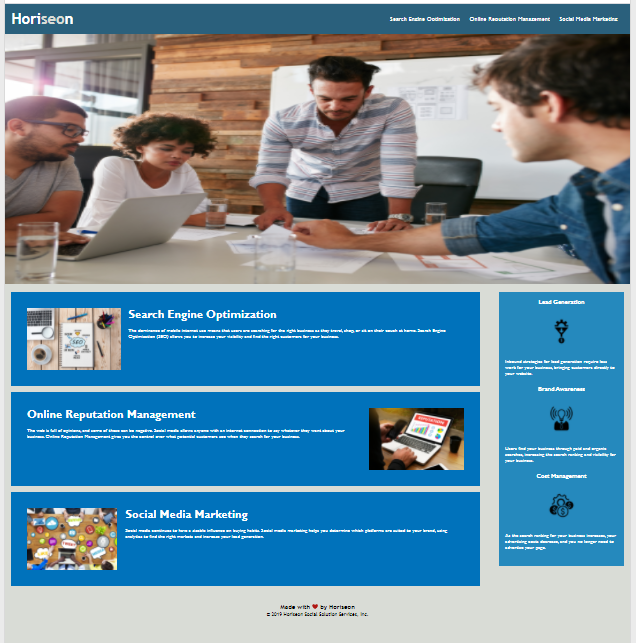 Horiseon
Search Engine Optimization Online Reputation Management Social Media Marketing
Search Engine Optimization
The dominance of mobile internet use means that users are searching for the right business as they travel, shop, or sit on their couch at home. Search Engine
Optimization (SEO) allows you to increase your visibility and find the right customers for your business.
SEO
Online Reputation Management
The web is full of opinions, and some of these can be negative. Social media allows anyone with an internet connection to say whatever they want about your
business. Online Reputation Management gives you the control over what potential customers see when they search for your business.
Social Media Marketing
Social media continues to have a sizable influence on buying habits. Social media marketing helps you determine which platforms are suited to your brand, using
analytics to find the right markets and increase your lead generation.
Lead Generation
Inbound strategies for lead generation require less
work for your business, bringing customers directly to
your website.
Brand Awareness
Users find your business through paid and organic
searches, increasing the search ranking and visibility for
your business.
Cost Management
As the search ranking for your business increases, your
advertising costs decrease, and you no longer need to
advertise your page.
Made with ❤ by Horiseon
© 2019 Horiseon Social Solution Services, Inc.